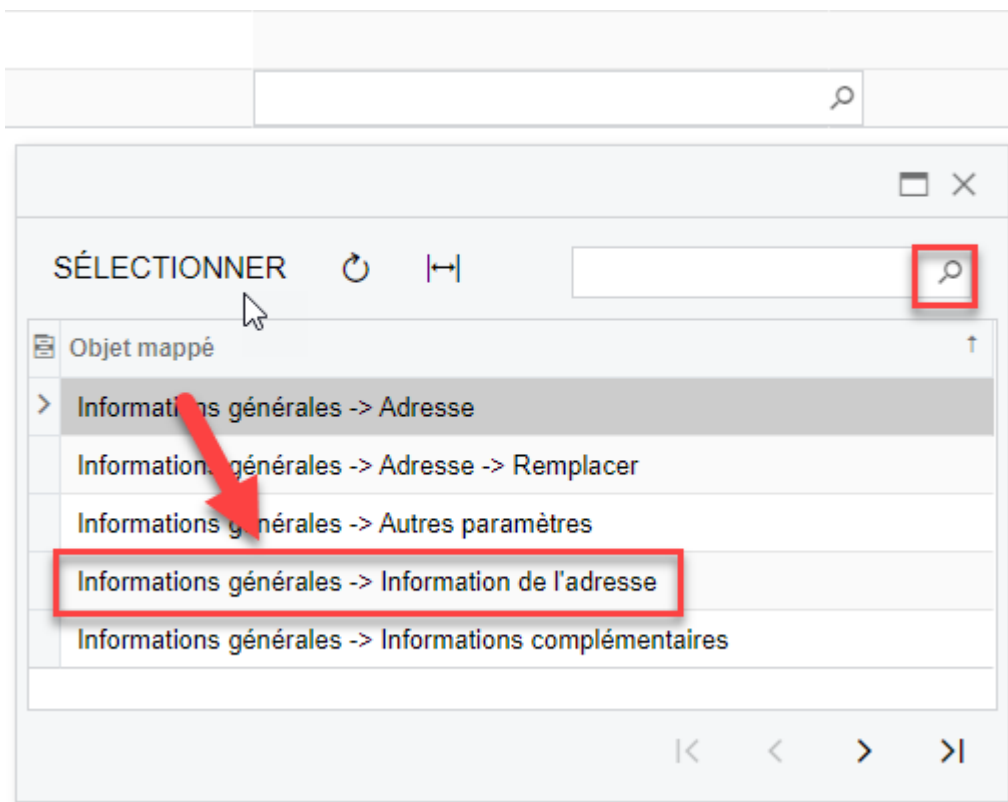 SÉLECTIONNER
Objet mappé
Informations générales -> Adresse
Informations générales -> Adresse -> Remplacer
Informations générales -> Autres paramètres
Informations générales -> Information de l'adresse
Informations générales -> Informations complémentaires